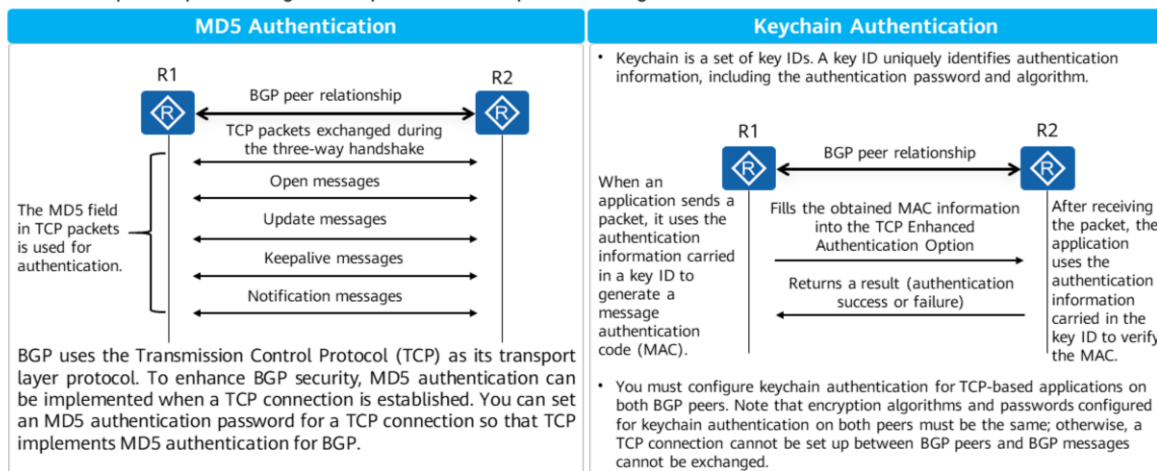 MD5 Authentication
R1
R2
BGP peer relationship
TCP packets exchanged during
the three-way handshake
Open messages
Update messages
Keepalive messages
Notification messages
The MD5 field
in TCP packets
is used for
authentication.
BGP uses the Transmission Control Protocol (TCP) as its transport
layer protocol. To enhance BGP security, MD5 authentication can
be implemented when a TCP connection is established. You can set
an MD5 authentication password for a TCP connection so that TCP
implements MD5 authentication for BGP.
Keychain Authentication
• Keychain is a set of key IDs. A key ID uniquely identifies authentication
information, including the authentication password and algorithm.
R1
R2
BGP peer relationship
When an
application sends a
packet, it uses the
authentication
information carried
in a key ID to
generate a
message
authentication
code (MAC).
Fills the obtained MAC information
into the TCP Enhanced
Authentication Option
Returns a result (authentication
success or failure)
After receiving
the packet, the
application
uses the
authentication
information
carried in the
key ID to verify
the MAC.
• You must configure keychain authentication for TCP-based applications on
both BGP peers. Note that encryption algorithms and passwords configured
for keychain authentication on both peers must be the same; otherwise, a
TCP connection cannot be set up between BGP peers and BGP messages
cannot be exchanged.